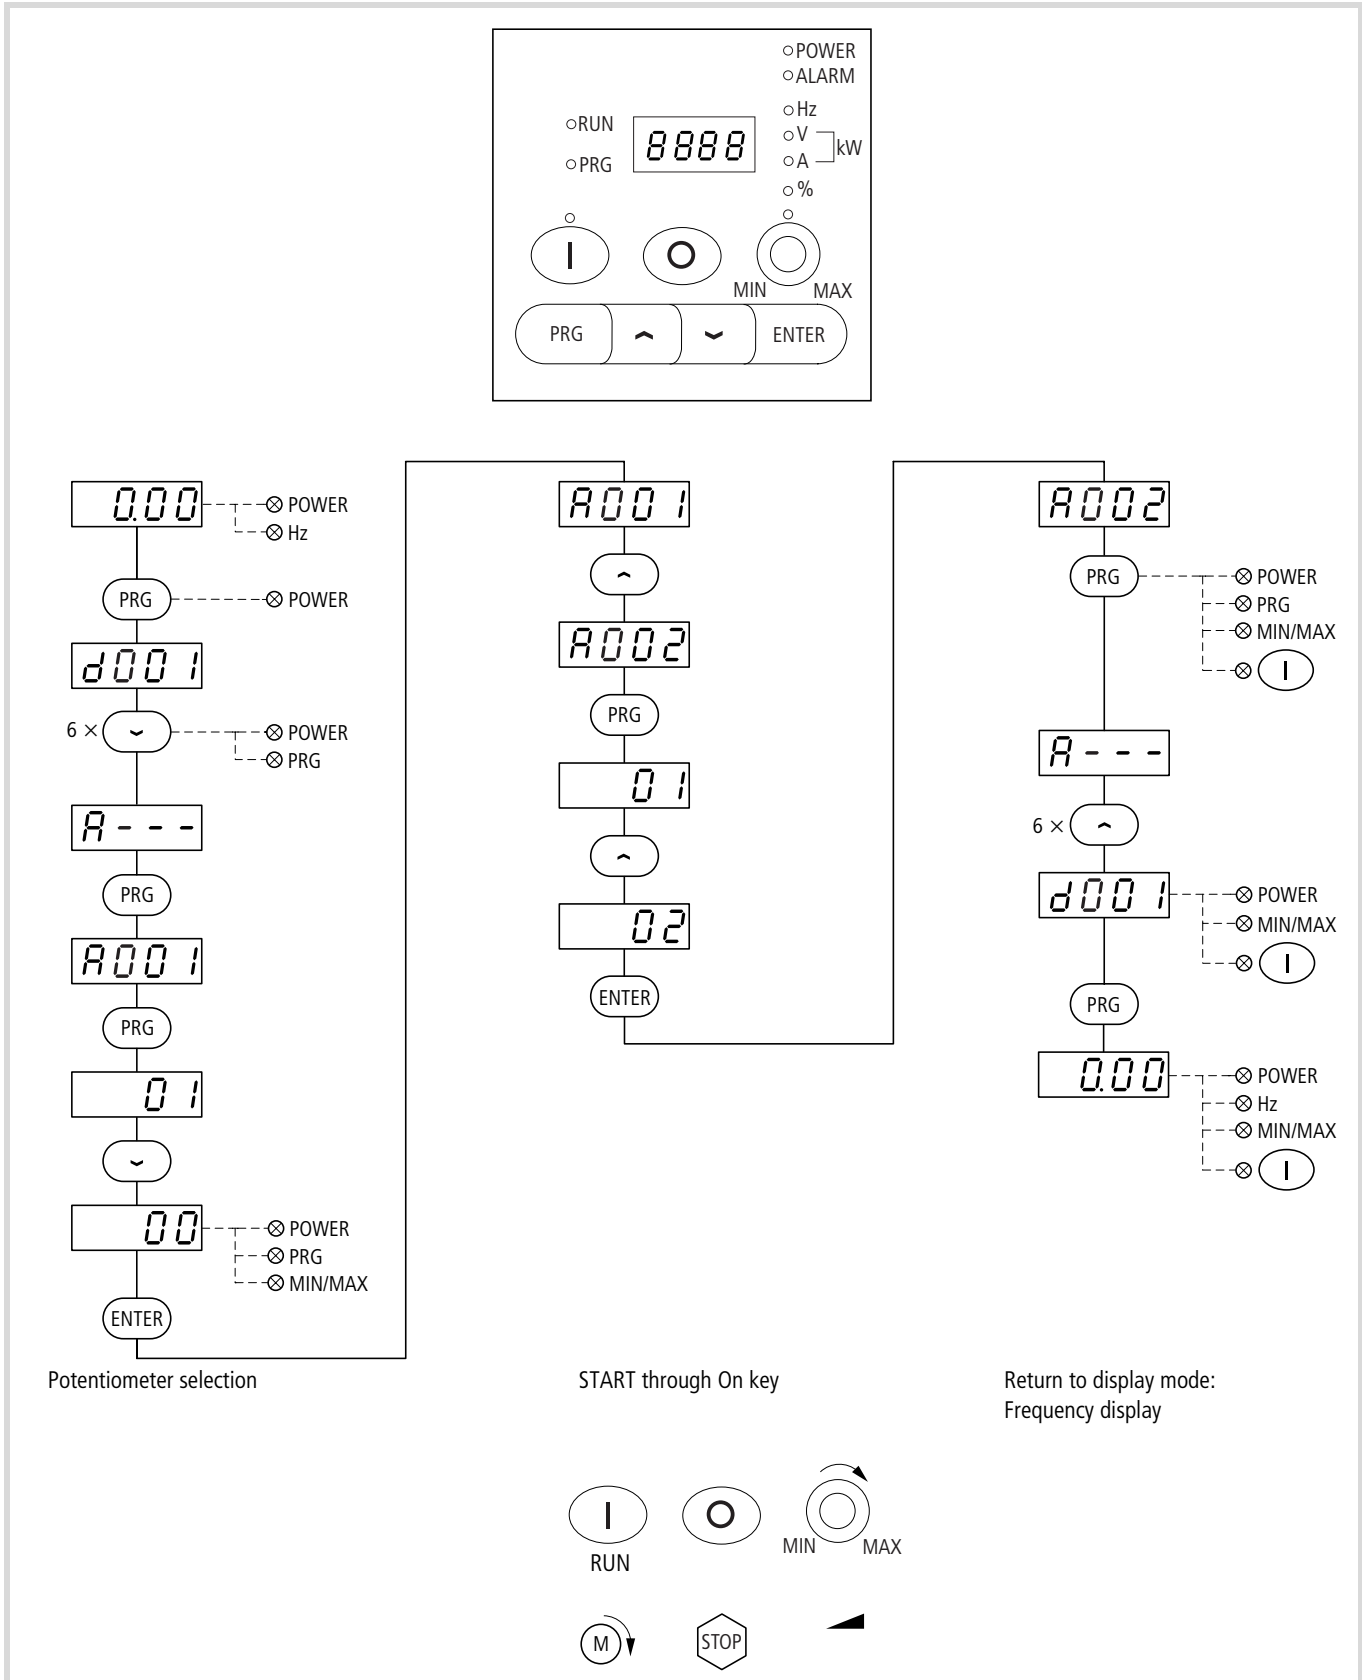 POWER
ALARM
Hz
RUN
8888
V
kW
PRG
A
%
I
O
MIN
MAX
PRG
ENTER
0.00
POWER
Hz
PRG
POWER
d001
6 ×
POWER
PRG
A---
PRG
A001
PRG
01
00
POWER
PRG
MIN/MAX
ENTER
Potentiometer selection
A001
A002
PRG
01
02
ENTER
START through On key
A002
PRG
POWER
PRG
MIN/MAX
I
A---
6 ×
d001
POWER
MIN/MAX
I
PRG
0.00
POWER
Hz
MIN/MAX
I
Return to display mode:
Frequency display
I
O
MIN
MAX
RUN
M
STOP